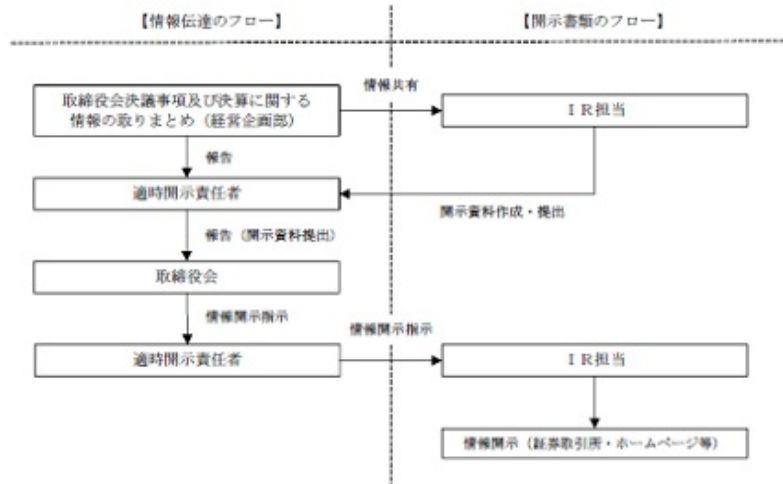 【情報伝達のフロー】
【開示書類のフロー】
取締役会決議事項及び決算に関する
情報の取りまとめ（経営企画部）
情報共有
ＩＲ担当
報告
適時開示責任者
開示資料作成・提出
報告（開示資料提出）
取締役会
情報開示指示
情報開示指示
適時開示責任者
ＩＲ担当
情報開示（証券取引所・ホームページ等）